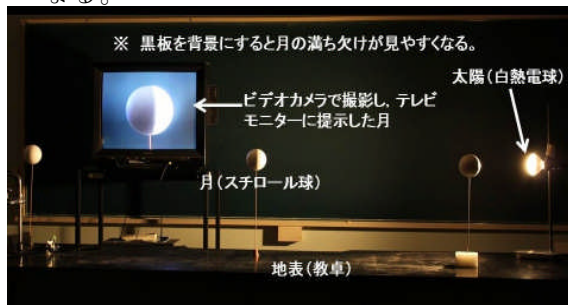 なる。
※ 黒板を背景にすると月の満ち欠けが見やすくなる。
太陽(白熱電球)
ビデオカメラで撮影し,テレビ
モニターに提示した月
月(スチロール球)
地表(教卓)